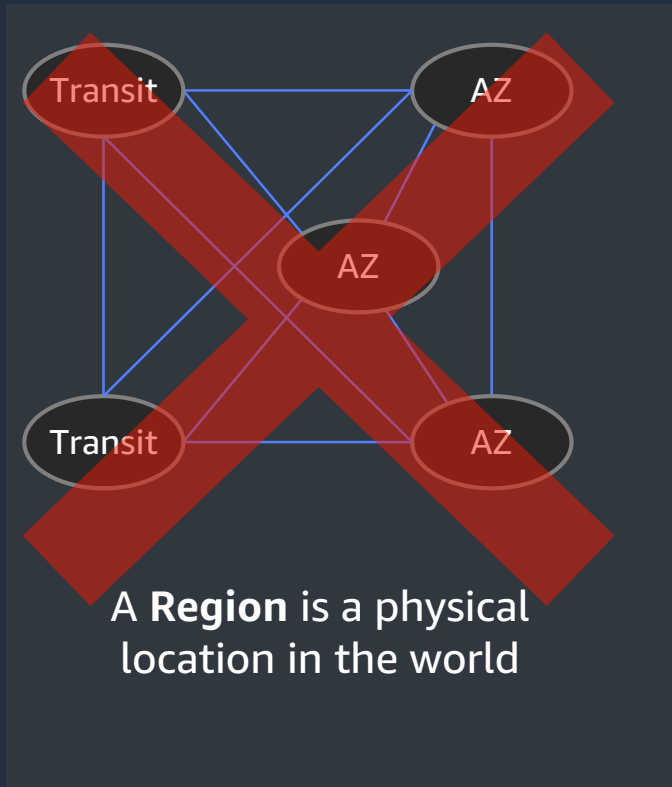 Transit
AZ
AZ
Transit
AZ
A Region is a physical
location in the world